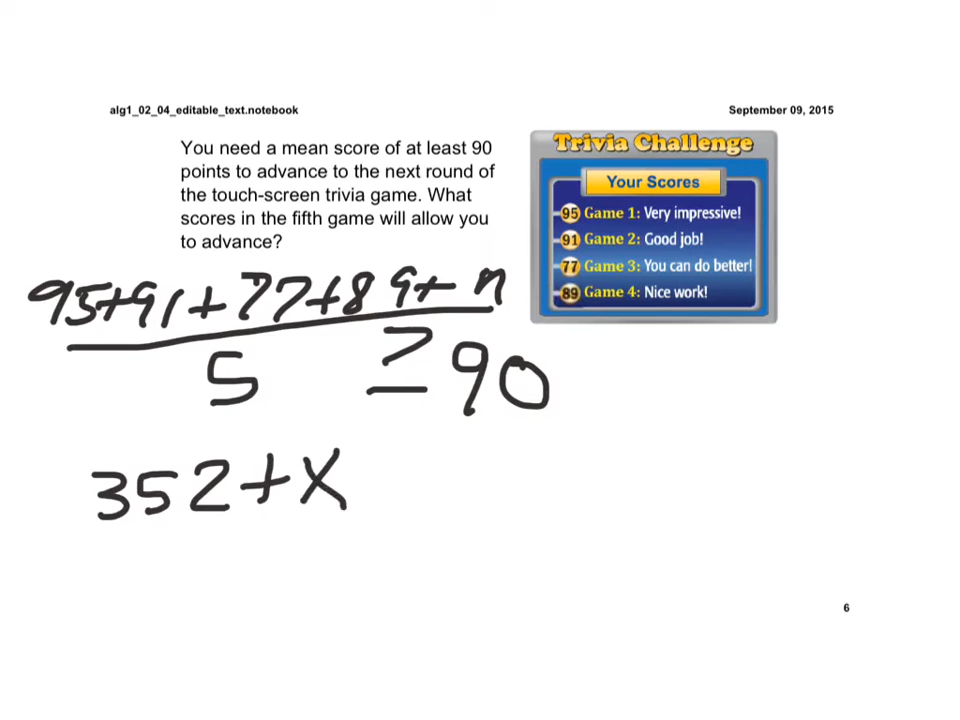 alg1_02_04_editable_text.notebook
September 09, 2015
You need a mean score of at least 90
points to advance to the next round of
the touch-screen trivia game. What
scores in the fifth game will allow you
to advance?
Trivia Challenge
Your Scores
95 Game 1: Very impressive!
91 Game 2: Good job!
77 Game 3: You can do better!
89 Game 4: Nice work!
95+91+77+89+n
5 ≥90
352+x
6